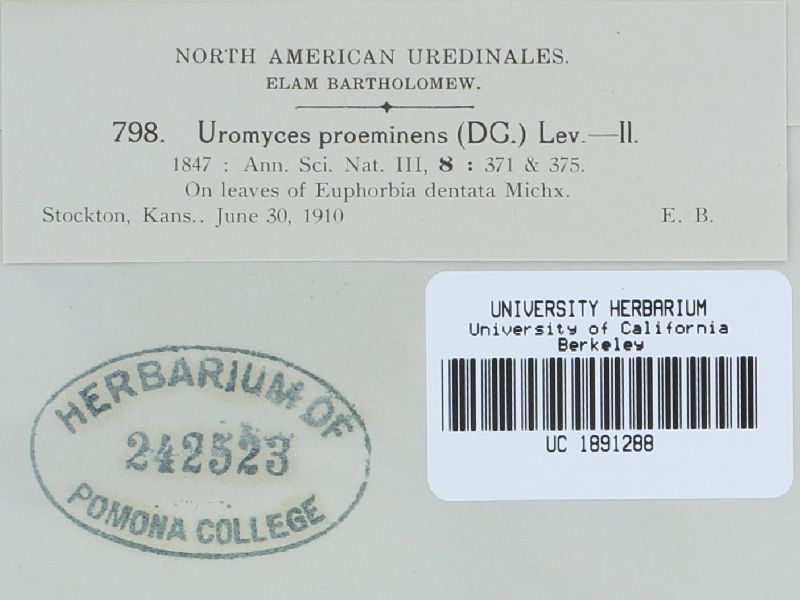 NORTH AMERICAN UREDINALES.
ELAM BARTHOLOMEW.
798. Uromyces proeminens (DC.) Lev.—II.
1847 : Ann. Sci. Nat. III, 8 : 371 & 375.
On leaves of Euphorbia dentata Michx.
Stockton, Kans.. June 30, 1910 E. B.
UNIVERSITY HERBARIUM
University of California
Berkeley
UC 1891288
HERBARIUM OF
242523
POMONA COLLEGE